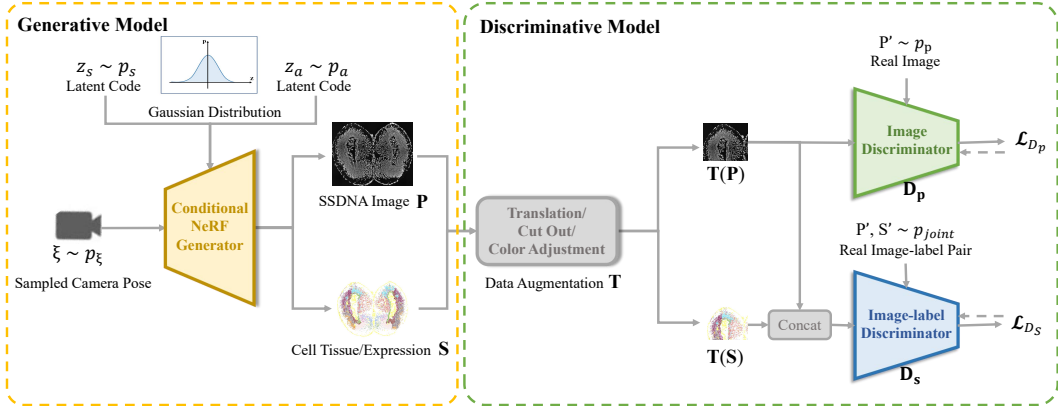 Generative Model
P
z
z_s ~ p_s
Latent Code
z_a ~ p_a
Latent Code
Gaussian Distribution
Conditional
NeRF
Generator
ξ ~ p_ξ
Sampled Camera Pose
SSDNA Image P
Cell Tissue/Expression S
Discriminative Model
Translation/
Cut Out/
Color Adjustment
Data Augmentation T
T(P)
T(S)
Concat
P' ~ p_p
Real Image
Image
Discriminator
D_p
ℒ_{D_p}
P', S' ~ p_joint
Real Image-label Pair
Image-label
Discriminator
D_s
ℒ_{D_S}